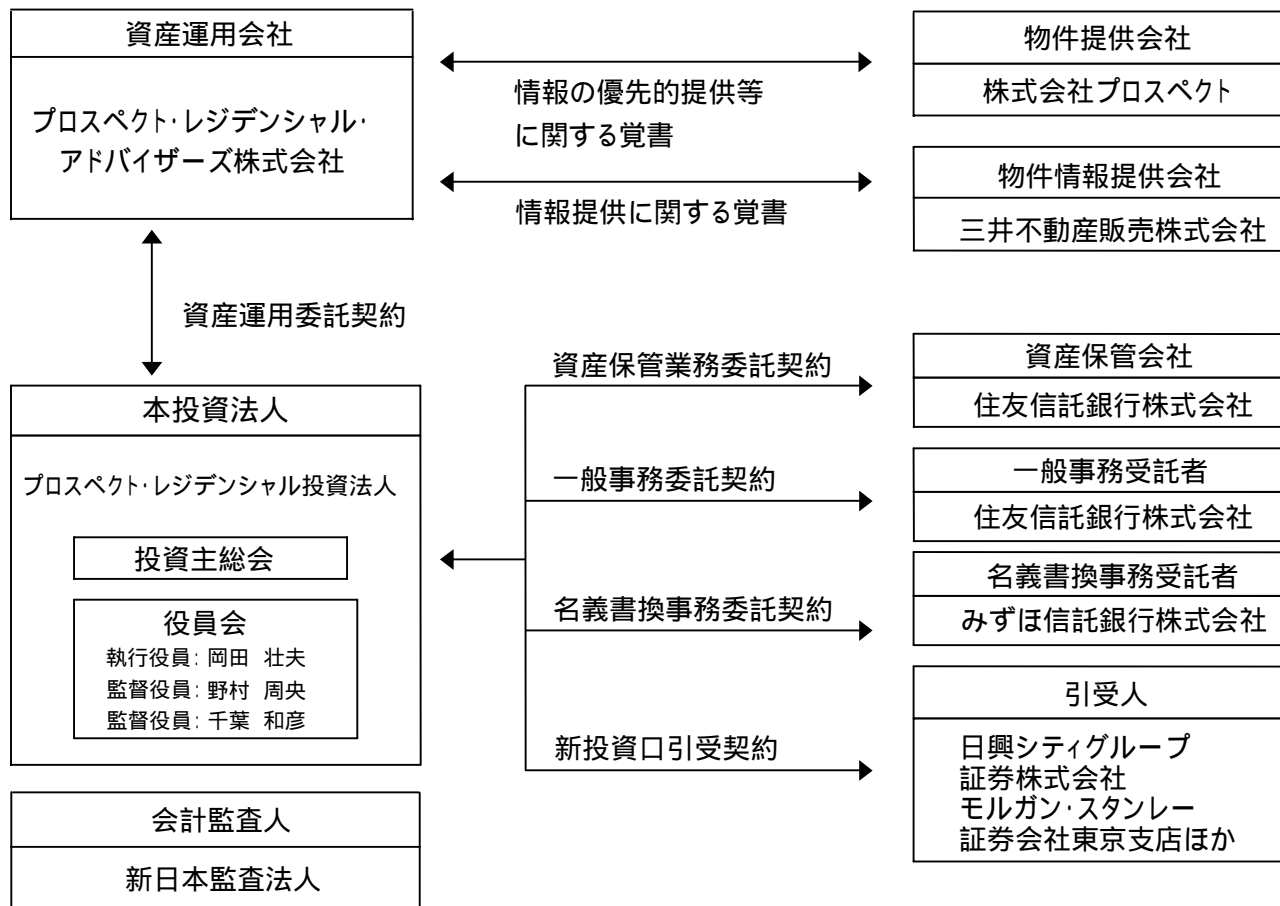 資産運用会社
プロスペクト・レジデンシャル・
アドバイザーズ株式会社
情報の優先的提供等
に関する覚書
情報提供に関する覚書
物件提供会社
株式会社プロスペクト
物件情報提供会社
三井不動産販売株式会社
資産運用委託契約
本投資法人
プロスペクト・レジデンシャル投資法人
投資主総会
役員会
執行役員: 岡田 壮夫
監督役員: 野村 周央
監督役員: 千葉 和彦
資産保管業務委託契約
資産保管会社
住友信託銀行株式会社
一般事務委託契約
一般事務受託者
住友信託銀行株式会社
名義書換事務委託契約
名義書換事務受託者
みずほ信託銀行株式会社
新投資口引受契約
引受人
日興シティグループ
証券株式会社
モルガン・スタンレー
証券会社東京支店ほか
会計監査人
新日本監査法人